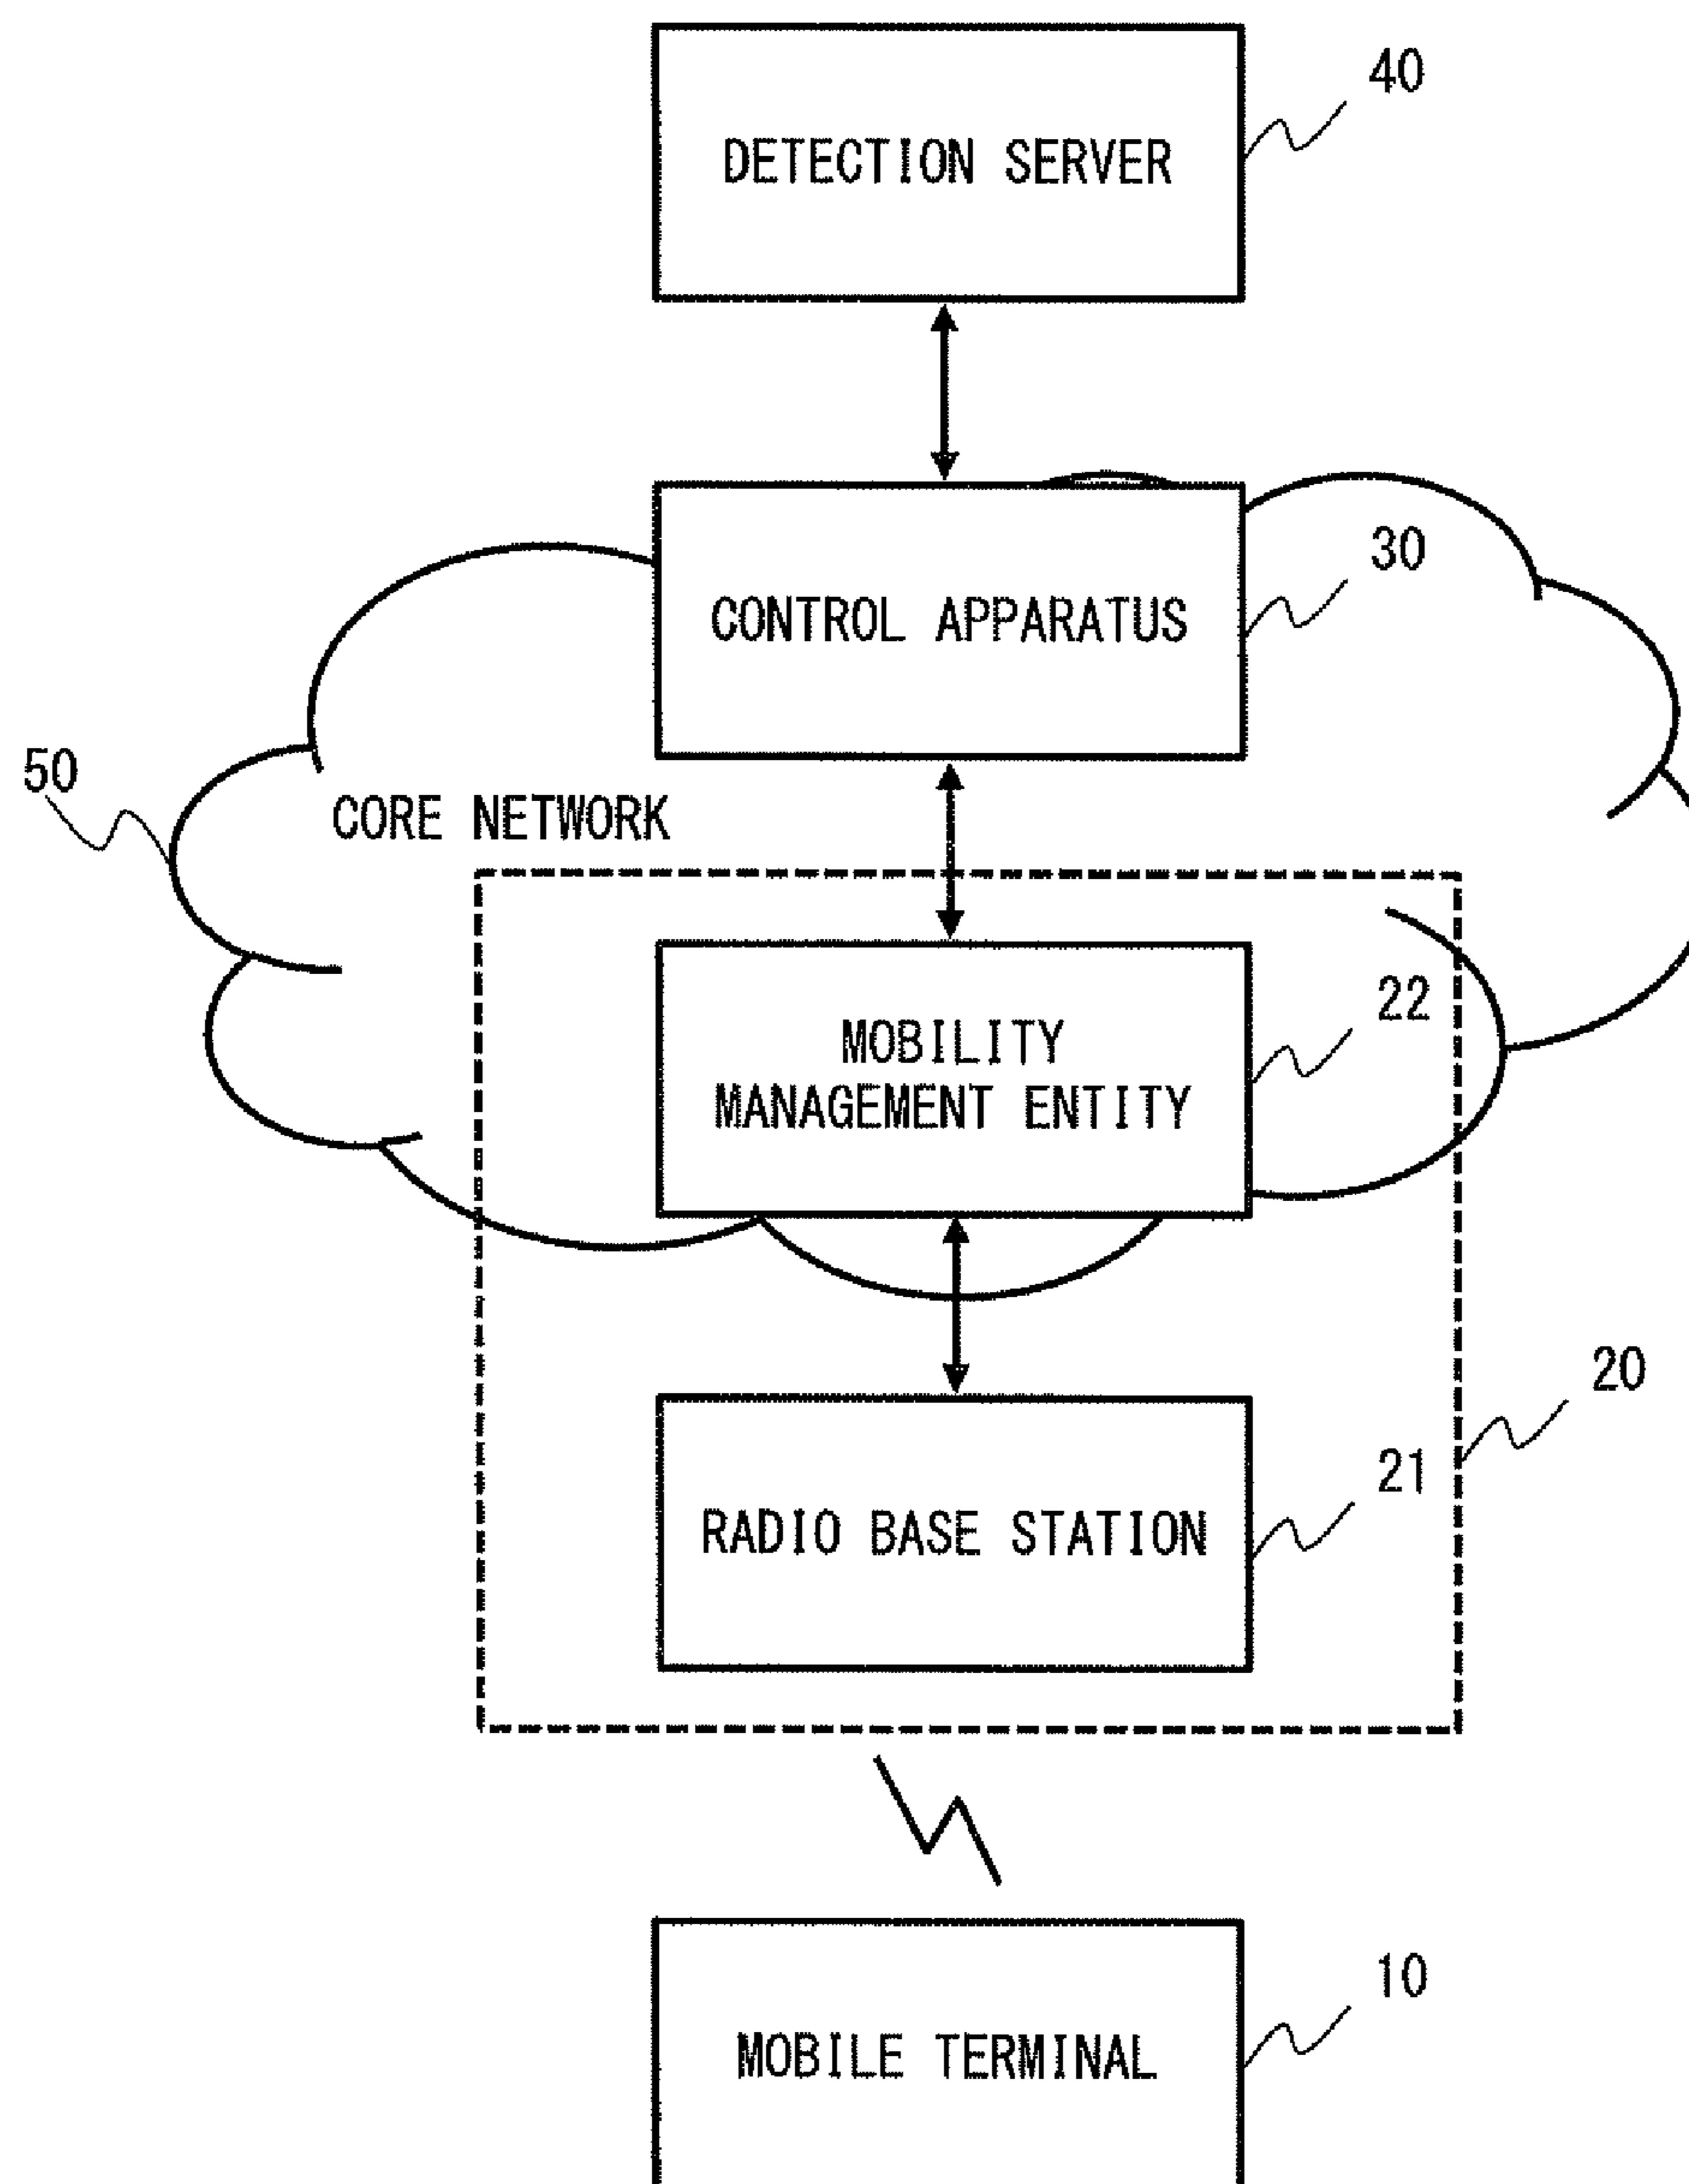 40
DETECTION SERVER
30
CONTROL APPARATUS
50
CORE NETWORK
22
MOBILITY
MANAGEMENT ENTITY
20
21
RADIO BASE STATION
10
MOBILE TERMINAL